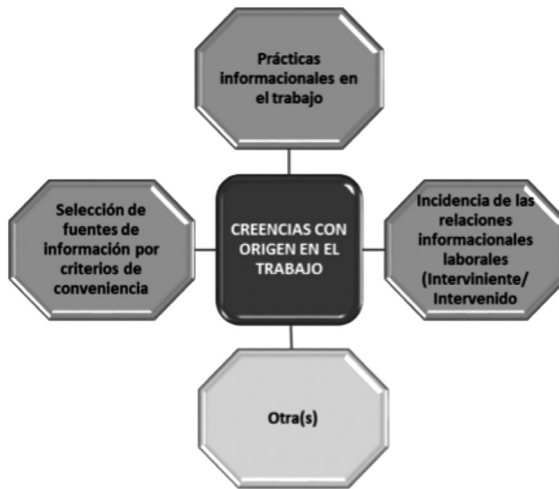 Prácticas
informacionales en
el trabajo
Selección de
fuentes de
información por
criterios de
conveniencia
CREENCIAS CON
ORIGEN EN EL
TRABAJO
Incidencia de las
relaciones
informacionales
laborales
(Interviniente/
Intervenido
Otra(s)